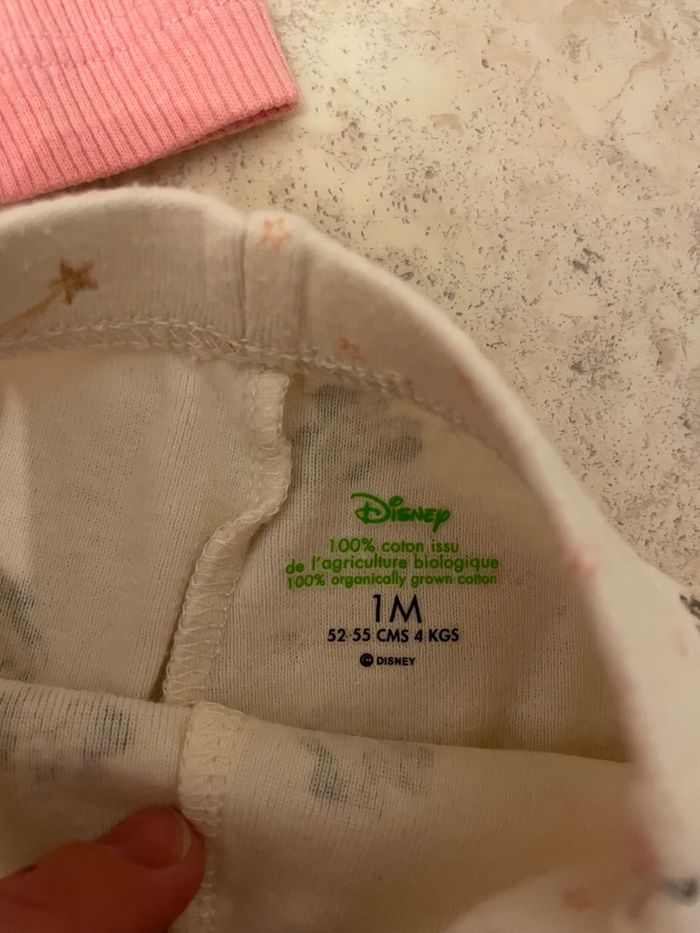 Disney
100% coton issu
de l'agriculture biologique
100% organically grown cotton
1M
52-55 CMS 4 KGS
© DISNEY